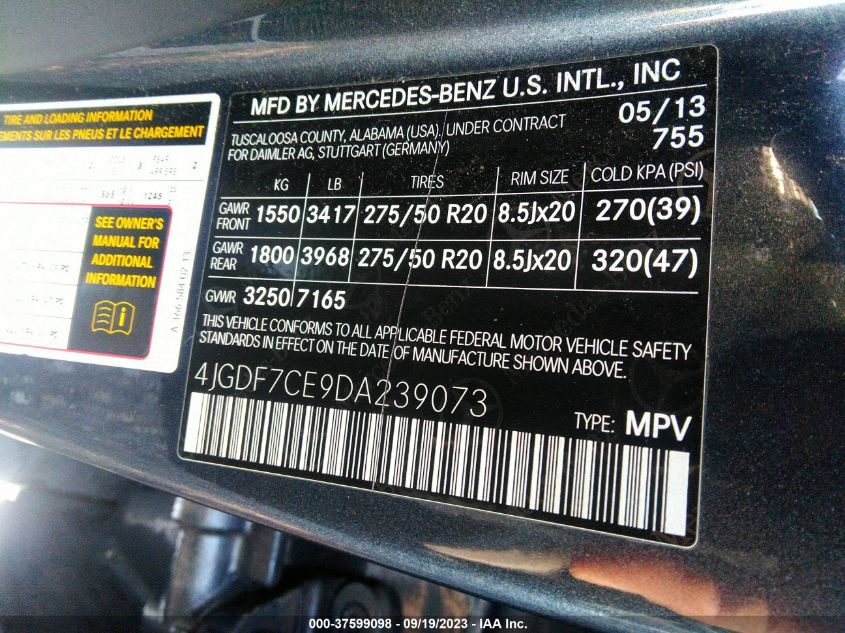 TIRE AND LOADING INFORMATION
SUR LES PNEUS ET LE CHARGEMENT
SEE OWNER'S
MANUAL FOR
ADDITIONAL
INFORMATION
A 166 584 02 13
MFD BY MERCEDES-BENZ U.S. INTL., INC
TUSCALOOSA COUNTY, ALABAMA (USA), UNDER CONTRACT 05/13
FOR DAIMLER AG, STUTTGART (GERMANY) 755
KG LB TIRES RIM SIZE COLD KPA (PSI)
GAWR FRONT 1550 3417 275/50 R20 8.5Jx20 270(39)
GAWR REAR 1800 3968 275/50 R20 8.5Jx20 320(47)
GVWR 3250 7165
THIS VEHICLE CONFORMS TO ALL APPLICABLE FEDERAL MOTOR VEHICLE SAFETY
STANDARDS IN EFFECT ON THE DATE OF MANUFACTURE SHOWN ABOVE.
4JGDF7CE9DA239073
TYPE: MPV
000-37599098 - 09/19/2023 - IAA Inc.